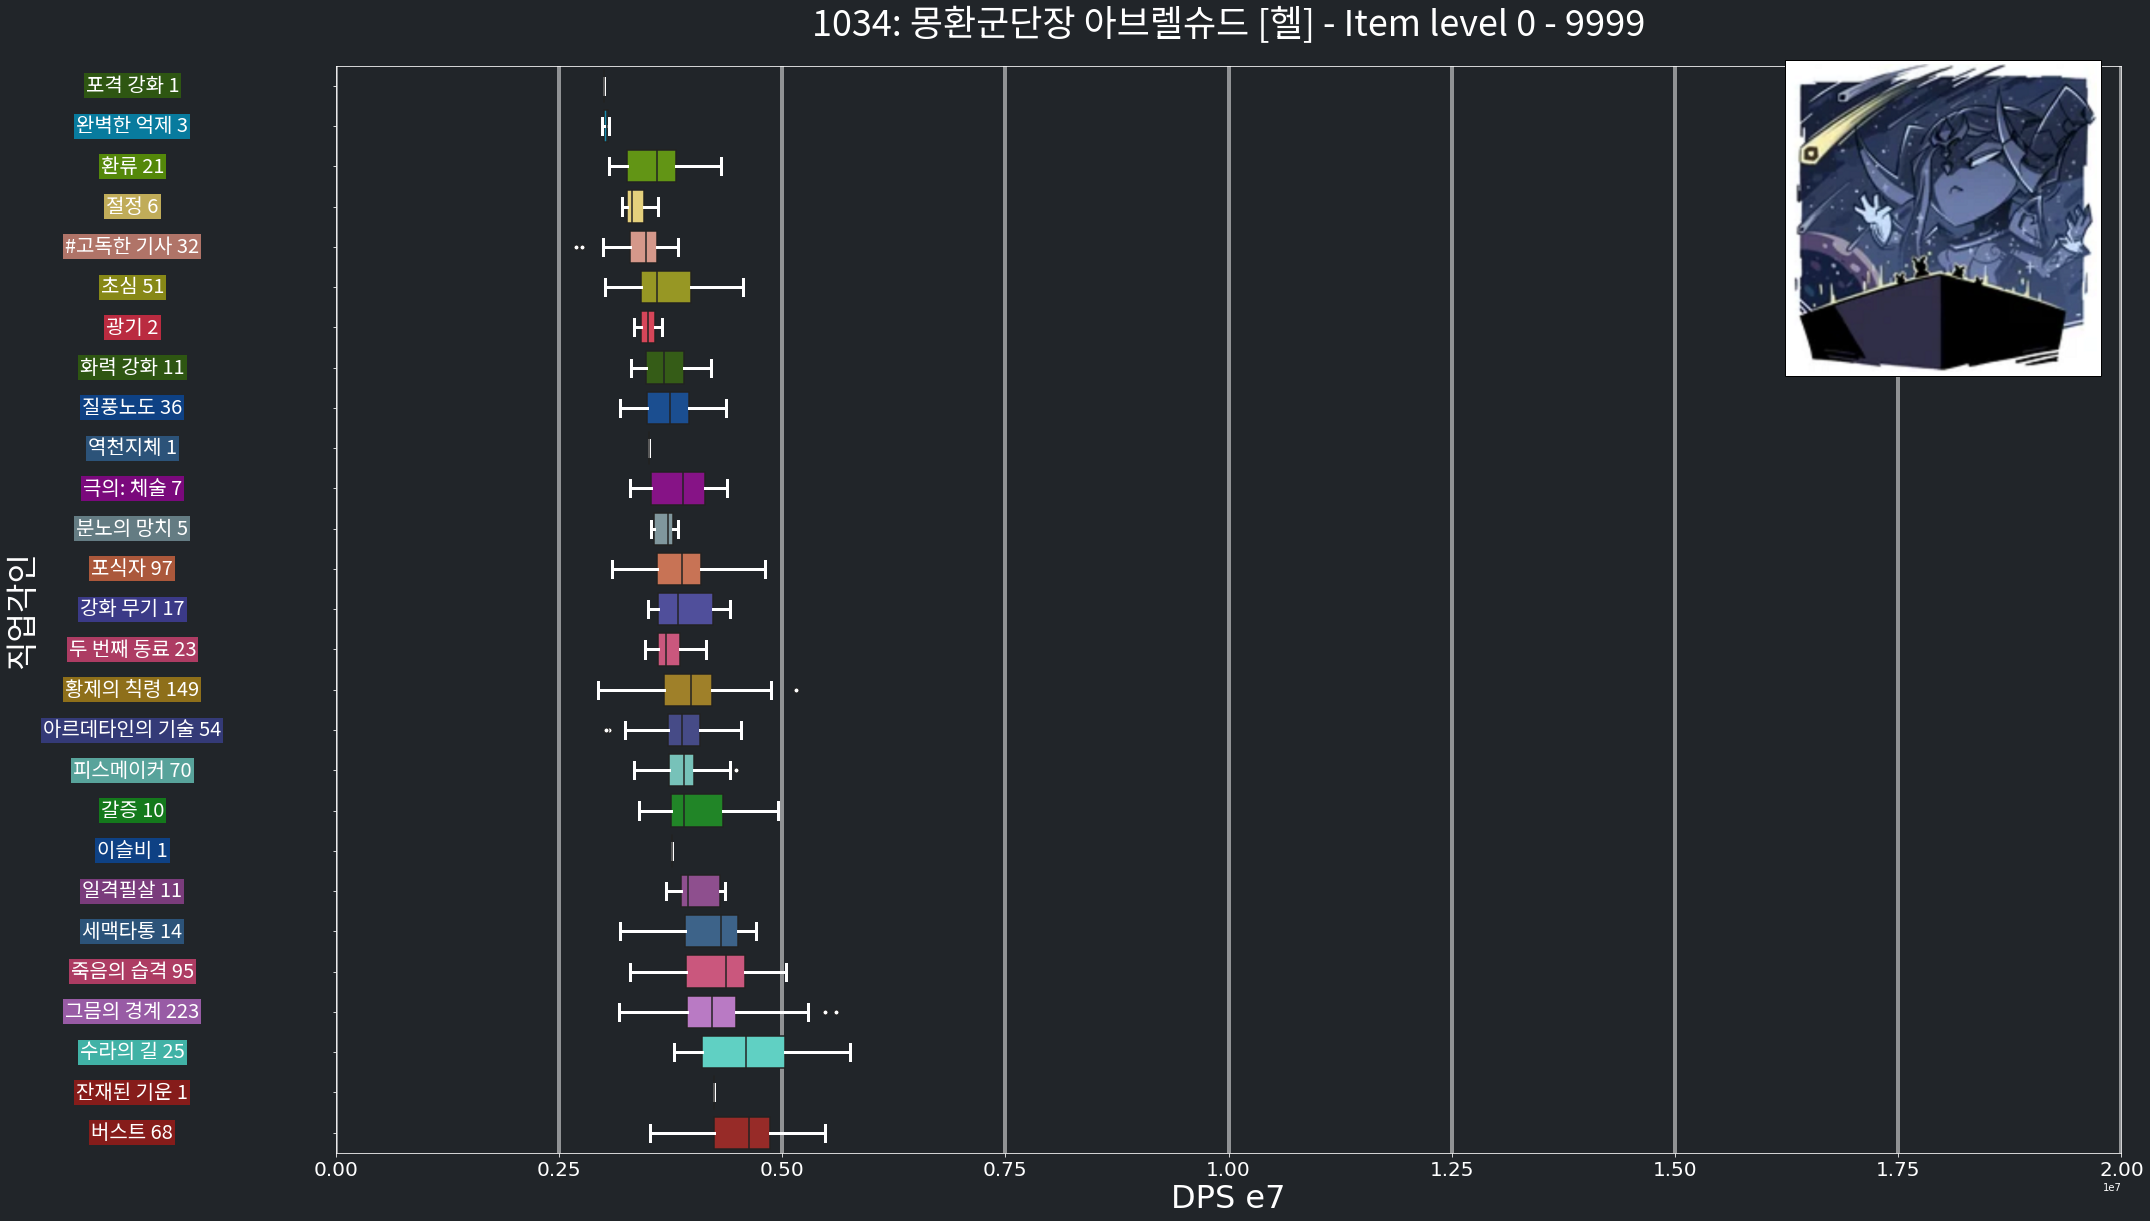 1034: 몽환군단장 아브렐슈드 [헬] - Item level 0 - 9999
포격 강화 1
완벽한 억제 3
환류 21
절정 6
#고독한 기사 32
초심 51
광기 2
화력 강화 11
질풍노도 36
역천지체 1
극의: 체술 7
분노의 망치 5
포식자 97
강화 무기 17
두 번째 동료 23
황제의 칙령 149
아르데타인의 기술 54
피스메이커 70
갈증 10
이슬비 1
일격필살 11
세맥타통 14
죽음의 습격 95
그믐의 경계 223
수라의 길 25
잔재된 기운 1
버스트 68
직업각인
0.00 0.25 0.50 0.75 1.00 1.25 1.50 1.75 2.00
1e7
DPS e7